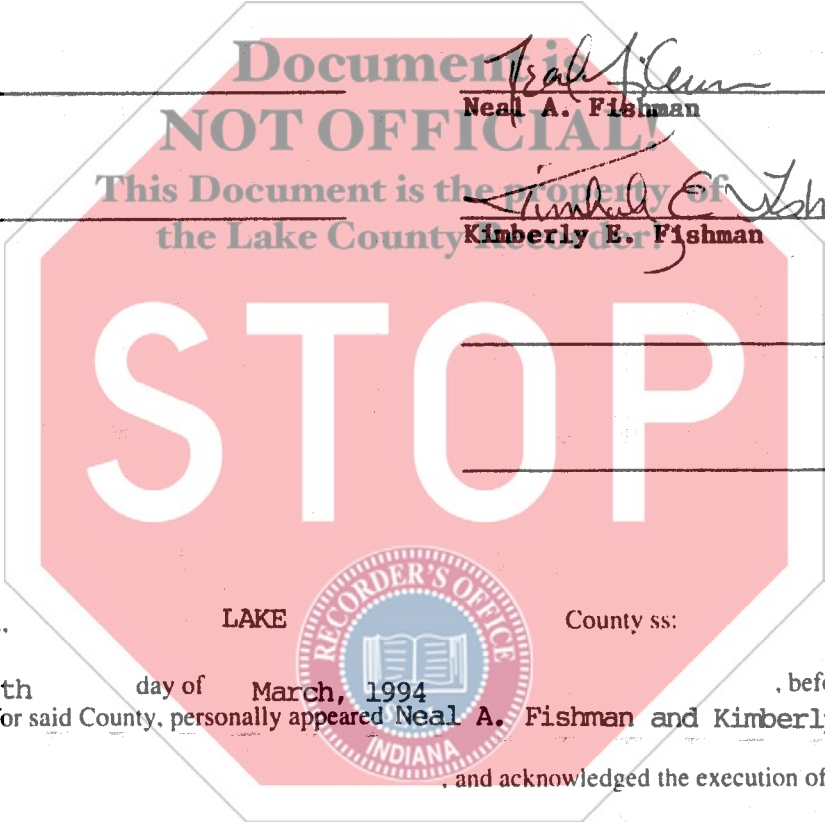 Document is
Neal A. Fishman
NOT OFFICIAL!
This Document is the property of
the Lake County Recorder!
Kimberly E. Fishman
STOP
RECORDER'S OFFICE
LAKE County ss:
th day of March, 1994 , befo
or said County, personally appeared Neal A. Fishman and Kimberly
INDIANA
, and acknowledged the execution of